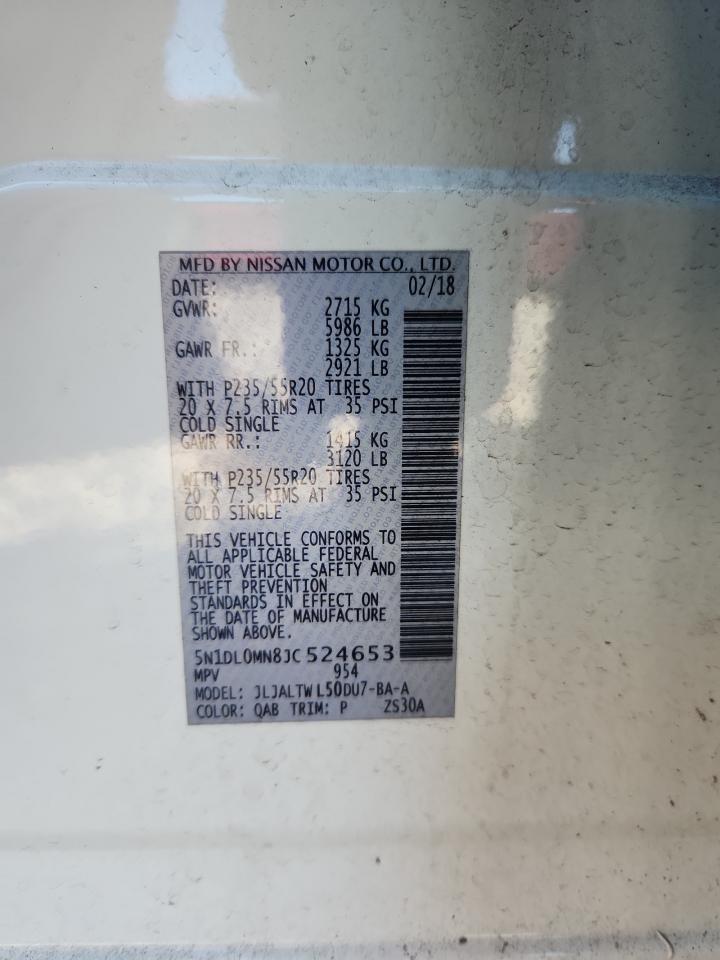 MFD BY NISSAN MOTOR CO., LTD.
DATE: 02/18
GVWR: 2715 KG
5986 LB
GAWR FR.: 1325 KG
2921 LB
WITH P235/55R20 TIRES
20 X 7.5 RIMS AT 35 PSI
COLD SINGLE
GAWR RR.: 1415 KG
3120 LB
WITH P235/55R20 TIRES
20 X 7.5 RIMS AT 35 PSI
COLD SINGLE
THIS VEHICLE CONFORMS TO
ALL APPLICABLE FEDERAL
MOTOR VEHICLE SAFETY AND
THEFT PREVENTION
STANDARDS IN EFFECT ON
THE DATE OF MANUFACTURE
SHOWN ABOVE.
5N1DL0MN8JC524653
MPV 954
MODEL: JLJALTWL50DU7-BA-A
COLOR: QAB TRIM: P ZS30A